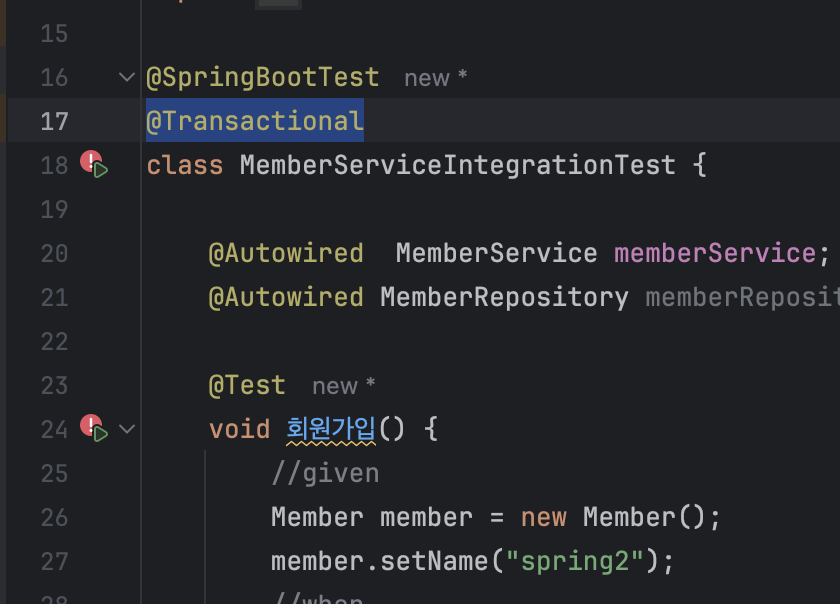 15
16 @SpringBootTest new *
17 @Transactional
18 class MemberServiceIntegrationTest {
19
20 @Autowired  MemberService memberService;
21 @Autowired MemberRepository memberReposit
22
23 @Test new *
24 void 회원가입() {
25 //given
26 Member member = new Member();
27 member.setName("spring2");
28 //when